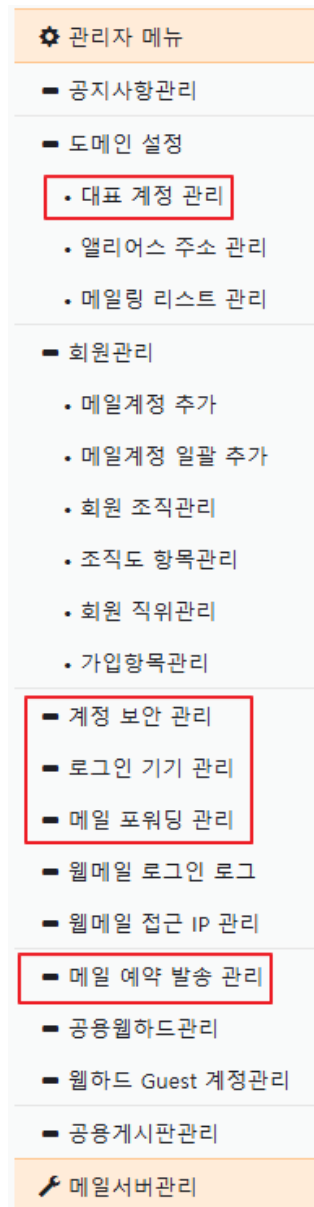 관리자 메뉴
공지사항관리
도메인 설정
• 대표 계정 관리
• 앨리어스 주소 관리
• 메일링 리스트 관리
회원관리
• 메일계정 추가
• 메일계정 일괄 추가
• 회원 조직관리
• 조직도 항목관리
• 회원 직위관리
• 가입항목관리
계정 보안 관리
로그인 기기 관리
메일 포워딩 관리
웹메일 로그인 로그
웹메일 접근 IP 관리
메일 예약 발송 관리
공용웹하드관리
웹하드 Guest 계정관리
공용게시판관리
메일서버관리